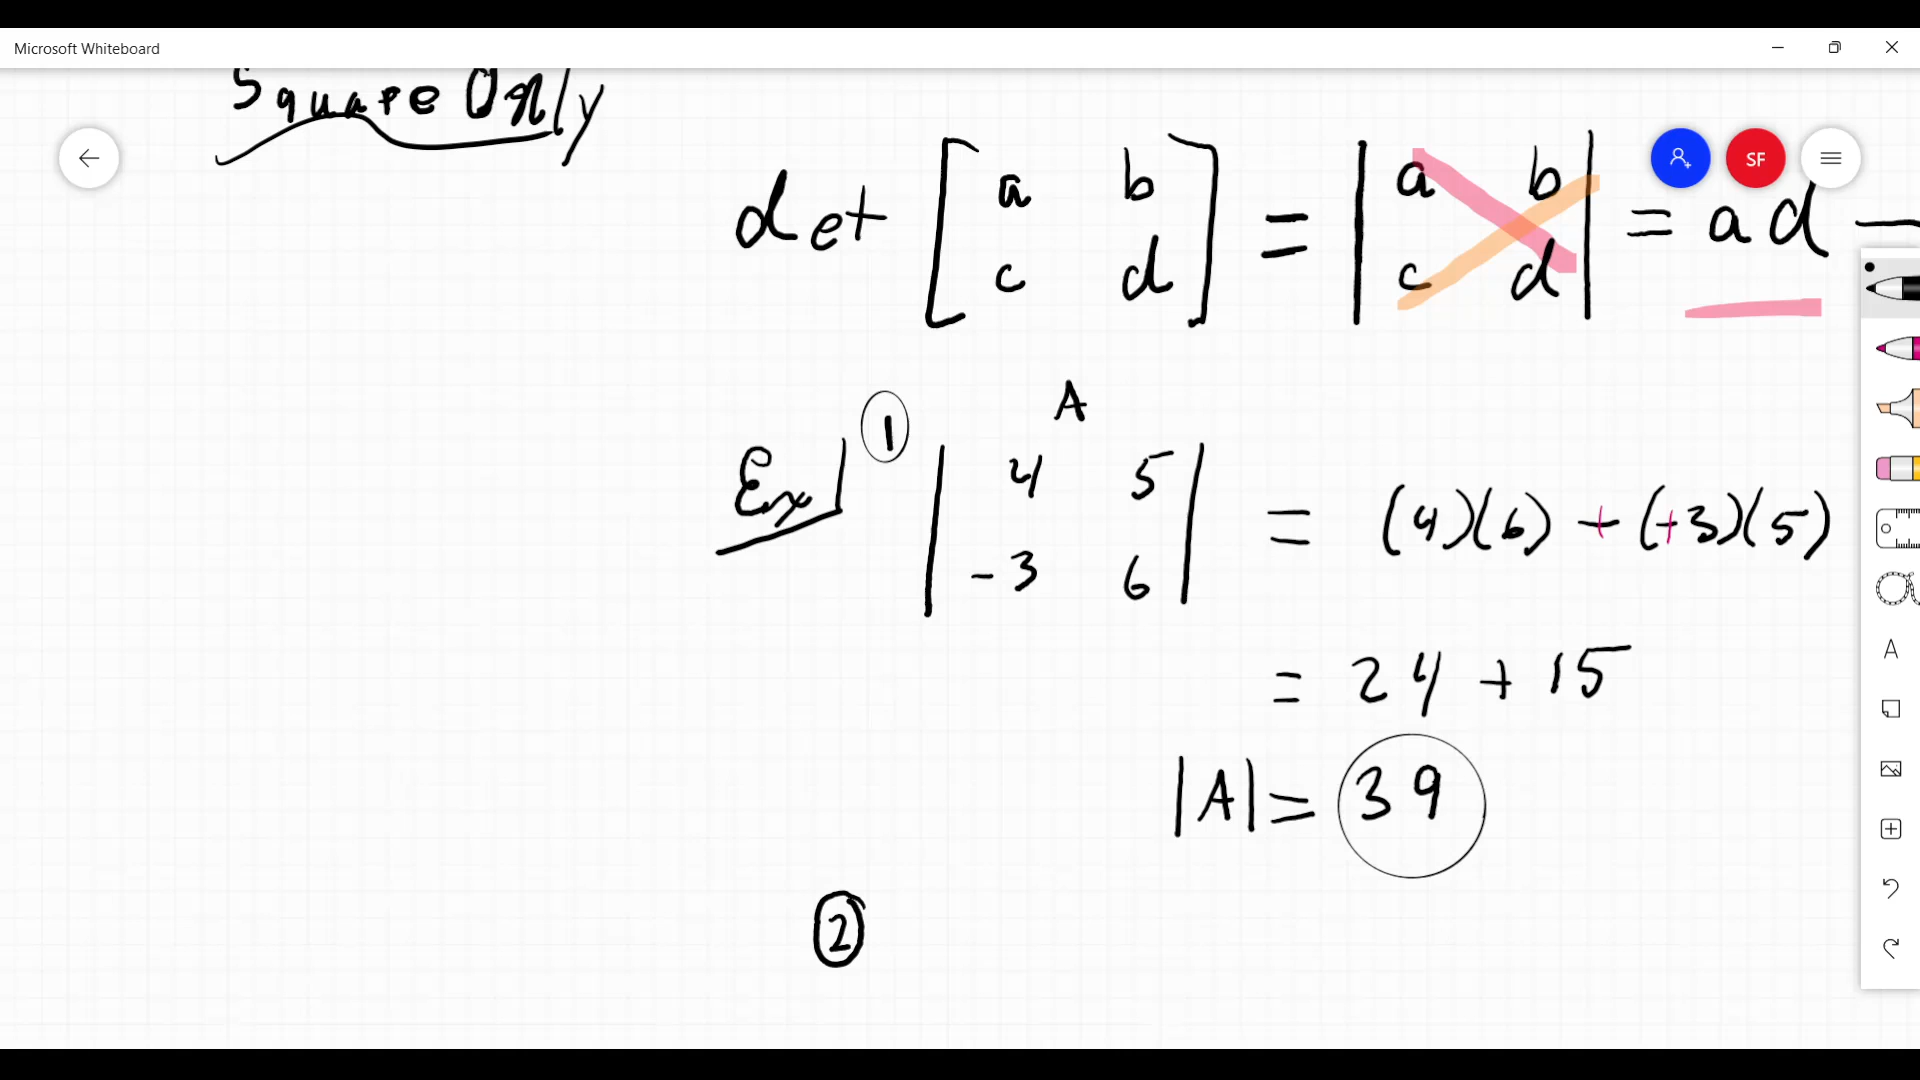 Microsoft Whiteboard
Square Only
SF
det [ a b ; c d ] = | a b ; c d | = ad -
A
Ex ① | 4 5 ; -3 6 | = (4)(6) + (+3)(5)
= 24 + 15
|A| = 39
②
A